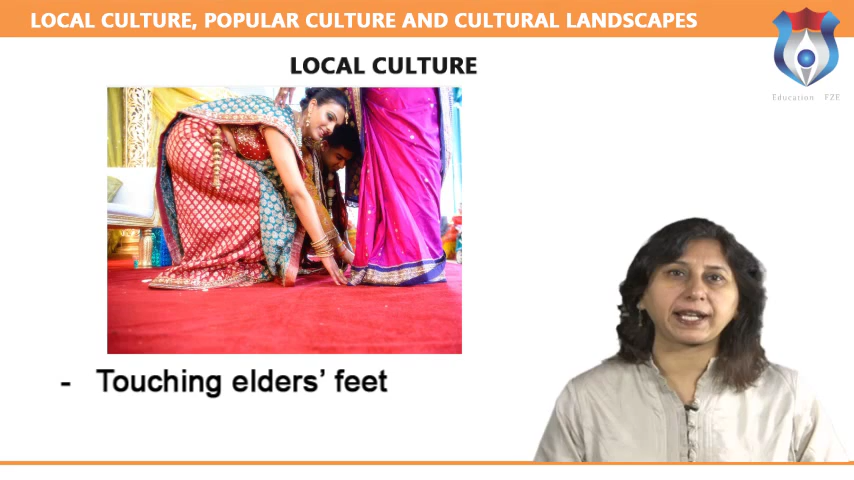 LOCAL CULTURE, POPULAR CULTURE AND CULTURAL LANDSCAPES
Education FZE
LOCAL CULTURE
- Touching elders’ feet